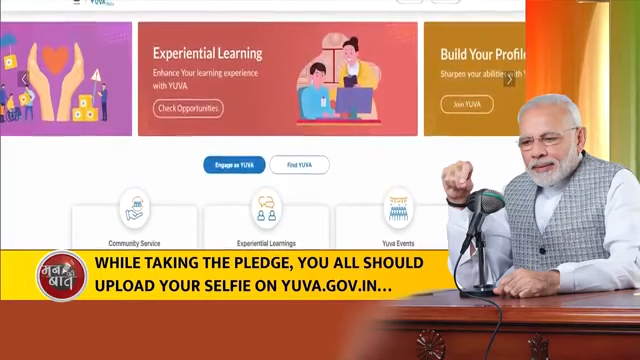 YUVA
Experiential Learning
Enhance Your learning experience
with YUVA
Check Opportunities
Build Your Profile
Sharpen your abilities with
Join YUVA
Engage as YUVA
Find YUVA
Community Service
Experiential Learnings
Yuva Events
मन की बात
WHILE TAKING THE PLEDGE, YOU ALL SHOULD
UPLOAD YOUR SELFIE ON YUVA.GOV.IN...